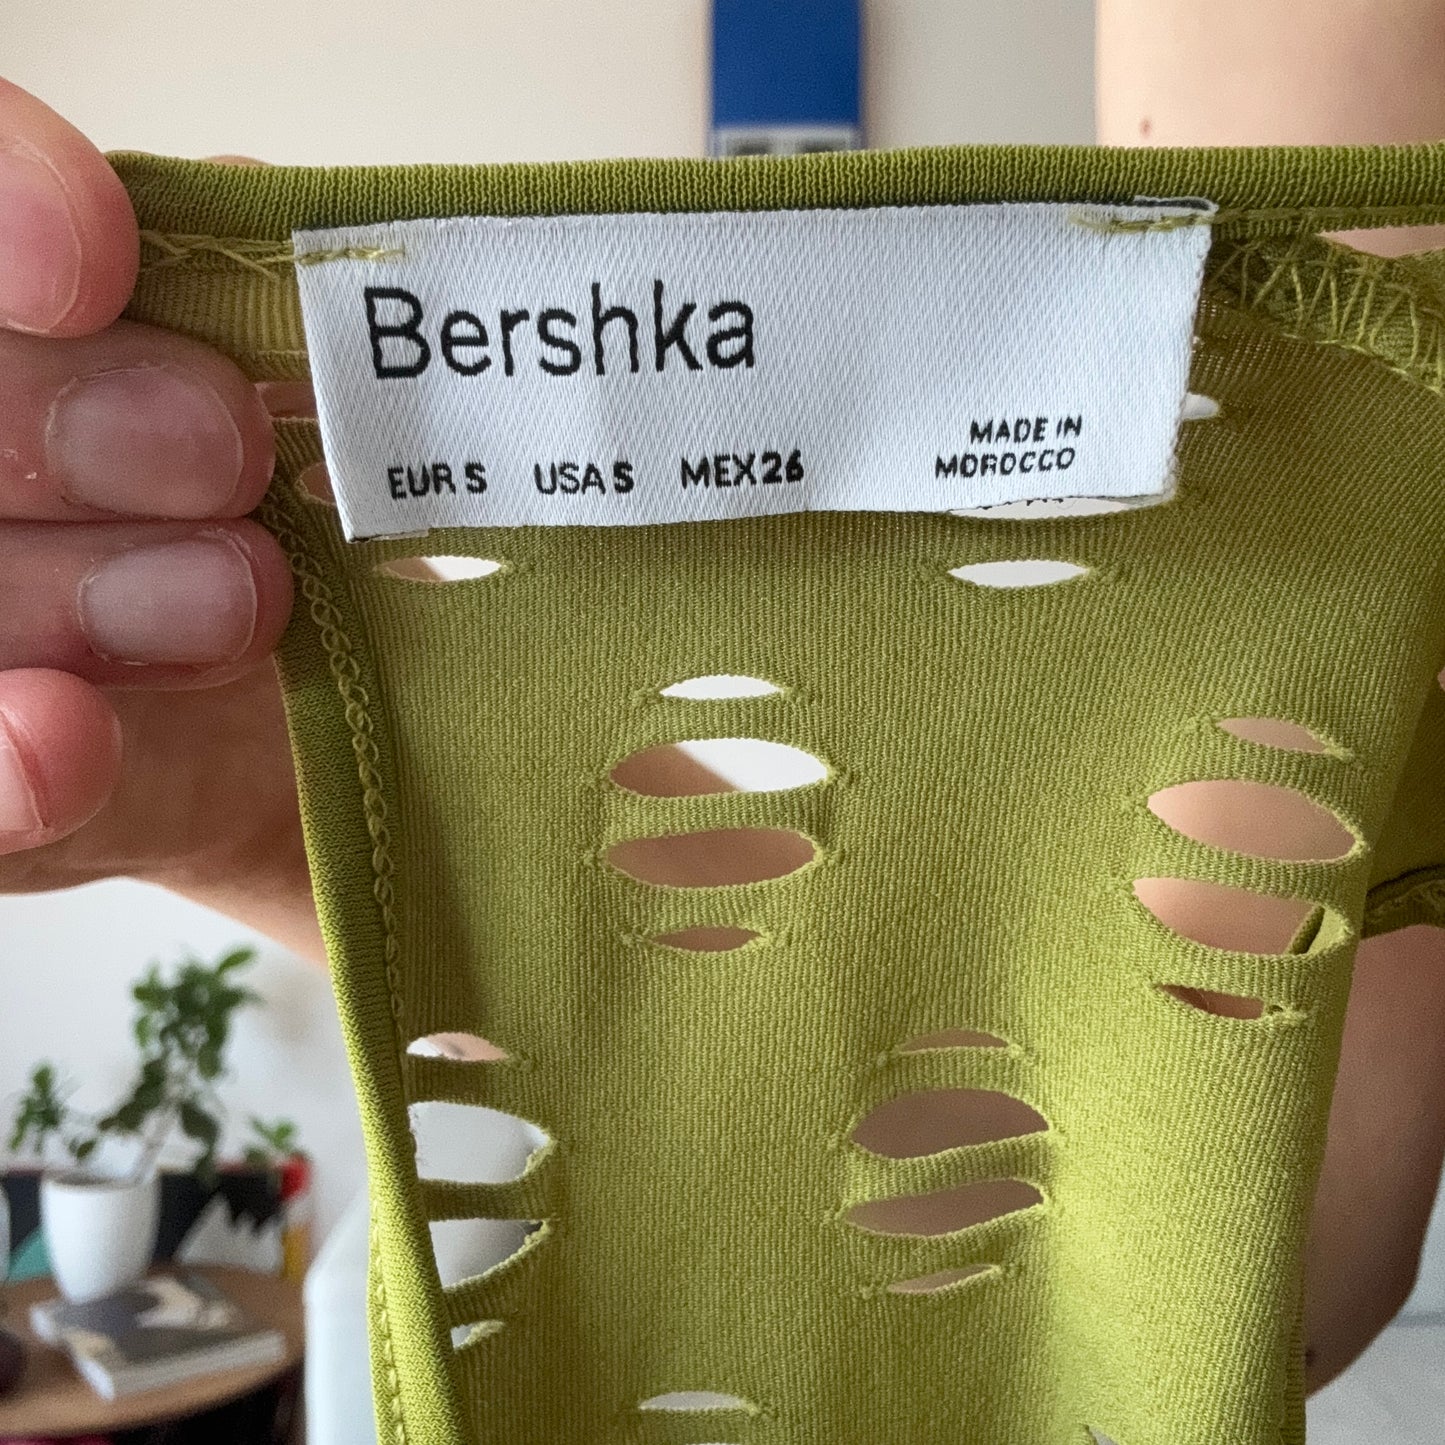 Bershka
EUR S USA S MEX 26
MADE IN
MOROCCO